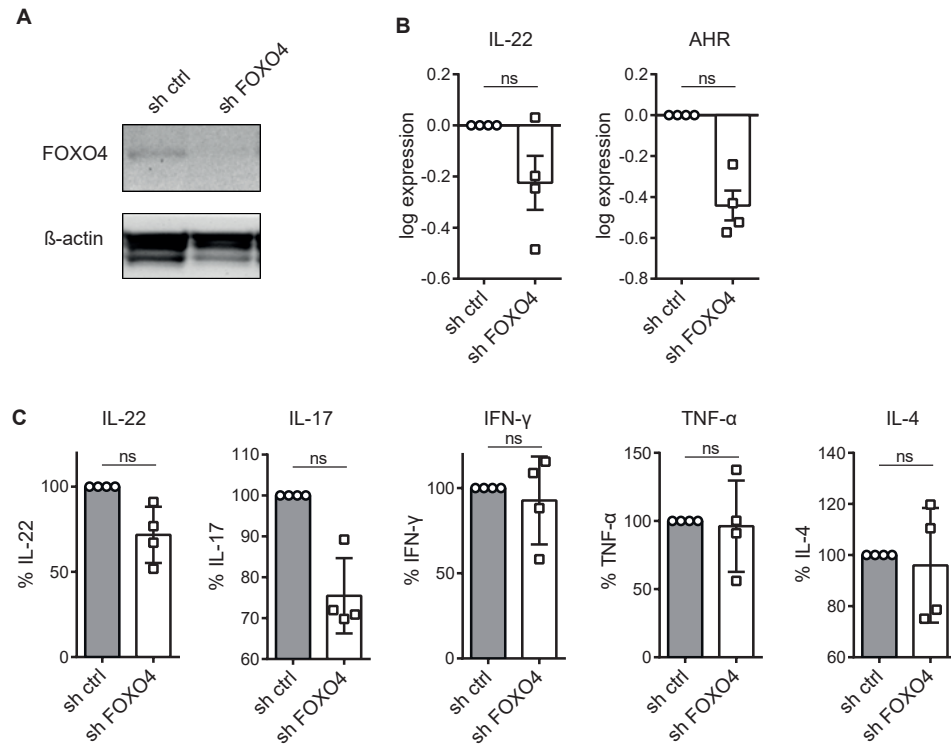 A
sh ctrl
sh FOXO4
FOXO4
ß-actin
B
IL-22
log expression
0.2
0.0
-0.2
-0.4
-0.6
ns
sh ctrl
sh FOXO4
AHR
log expression
0.2
0.0
-0.2
-0.4
-0.6
-0.8
ns
sh ctrl
sh FOXO4
C
IL-22
% IL-22
100
50
0
ns
sh ctrl
sh FOXO4
IL-17
% IL-17
110
100
90
80
70
60
ns
sh ctrl
sh FOXO4
IFN-γ
% IFN-γ
100
50
0
ns
sh ctrl
sh FOXO4
TNF-α
% TNF-α
150
100
50
0
ns
sh ctrl
sh FOXO4
IL-4
% IL-4
140
120
100
80
60
ns
sh ctrl
sh FOXO4